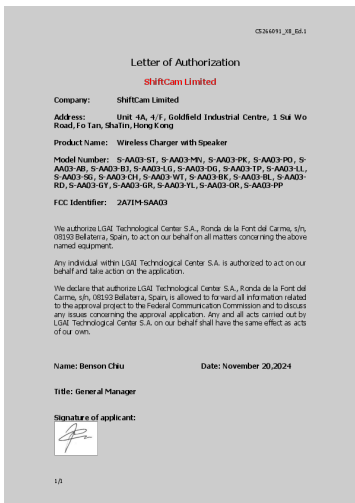 CS266091_X8_Ed.1
Letter of Authorization
ShiftCam Limited
Company: ShiftCam Limited
Address: Unit 4A, 4/F, Goldfield Industrial Centre, 1 Sui Wo
Road, Fo Tan, ShaTin, Hong Kong
Product Name: Wireless Charger with Speaker
Model Number: S-AA03-ST, S-AA03-MN, S-AA03-PK, S-AA03-PO, S-
AA03-AB, S-AA03-BJ, S-AA03-LG, S-AA03-DG, S-AA03-TP, S-AA03-LL,
S-AA03-SG, S-AA03-CH, S-AA03-WT, S-AA03-BK, S-AA03-BL, S-AA03-
RD, S-AA03-GY, S-AA03-GR, S-AA03-YL, S-AA03-OR, S-AA03-PP
FCC Identifier: 2A7IM-SAA03
We authorize LGAI Technological Center S.A., Ronda de la Font del Carme, s/n,
08193 Bellaterra, Spain, to act on our behalf on all matters concerning the above
named equipment.
Any individual within LGAI Technological Center S.A. is authorized to act on our
behalf and take action on the application.
We declare that authorize LGAI Technological Center S.A., Ronda de la Font del
Carme, s/n, 08193 Bellaterra, Spain, is allowed to forward all information related
to the approval project to the Federal Communication Commission and to discuss
any issues concerning the approval application. Any and all acts carried out by
LGAI Technological Center S.A. on our behalf shall have the same effect as acts
of our own.
Name: Benson Chiu Date: November 20,2024
Title: General Manager
Signature of applicant:
1/1